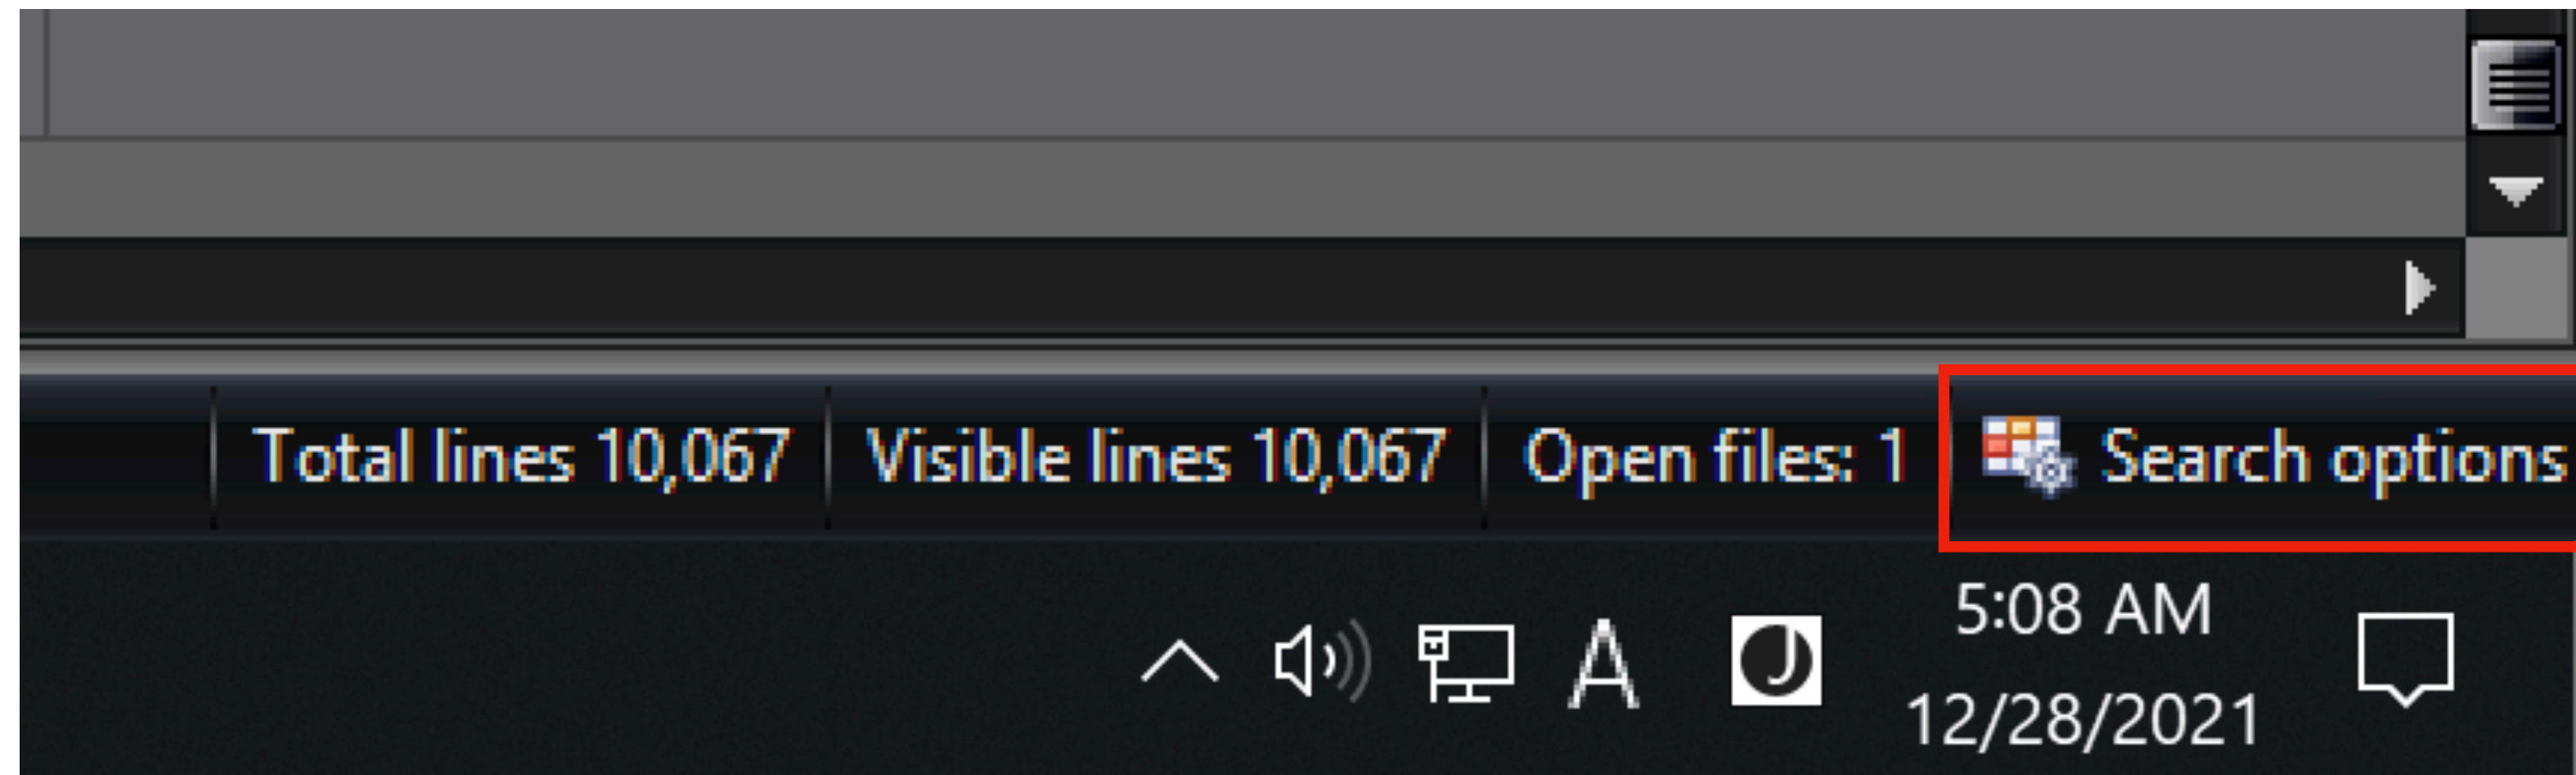 Total lines 10,067 Visible lines 10,067 Open files: 1 Search options
A J 5:08 AM
12/28/2021